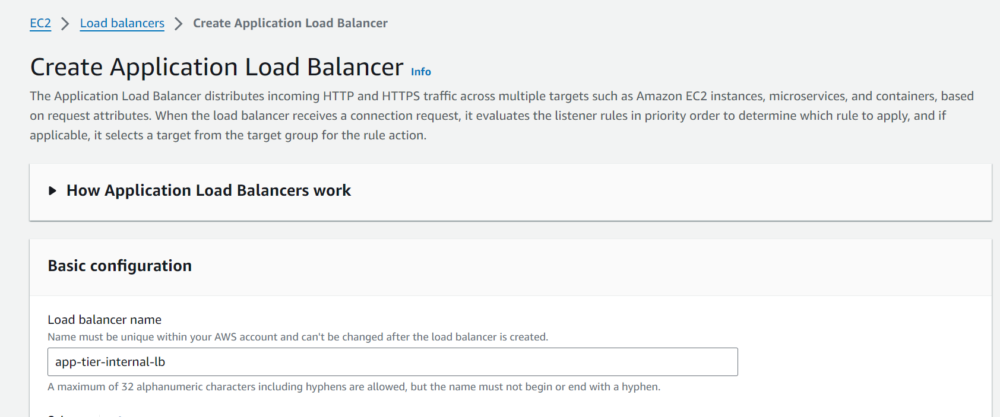 EC2 > Load balancers > Create Application Load Balancer
Create Application Load Balancer Info
The Application Load Balancer distributes incoming HTTP and HTTPS traffic across multiple targets such as Amazon EC2 instances, microservices, and containers, based
on request attributes. When the load balancer receives a connection request, it evaluates the listener rules in priority order to determine which rule to apply, and if
applicable, it selects a target from the target group for the rule action.
How Application Load Balancers work
Basic configuration
Load balancer name
Name must be unique within your AWS account and can't be changed after the load balancer is created.
app-tier-internal-lb
A maximum of 32 alphanumeric characters including hyphens are allowed, but the name must not begin or end with a hyphen.